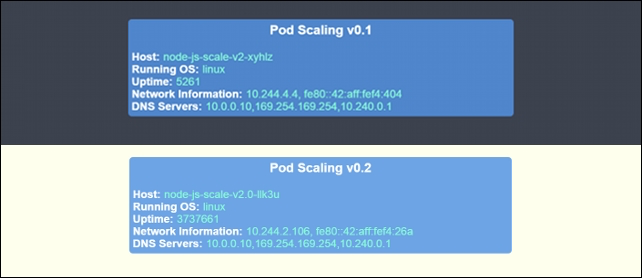 Pod Scaling v0.1
Host: node-js-scale-v2-xyhlz
Running OS: linux
Uptime: 5261
Network Information: 10.244.4.4, fe80::42:aff:fef4:404
DNS Servers: 10.0.0.10,169.254.169.254,10.240.0.1
Pod Scaling v0.2
Host: node-js-scale-v2.0-llk3u
Running OS: linux
Uptime: 3737661
Network Information: 10.244.2.106, fe80::42:aff:fef4:26a
DNS Servers: 10.0.0.10,169.254.169.254,10.240.0.1